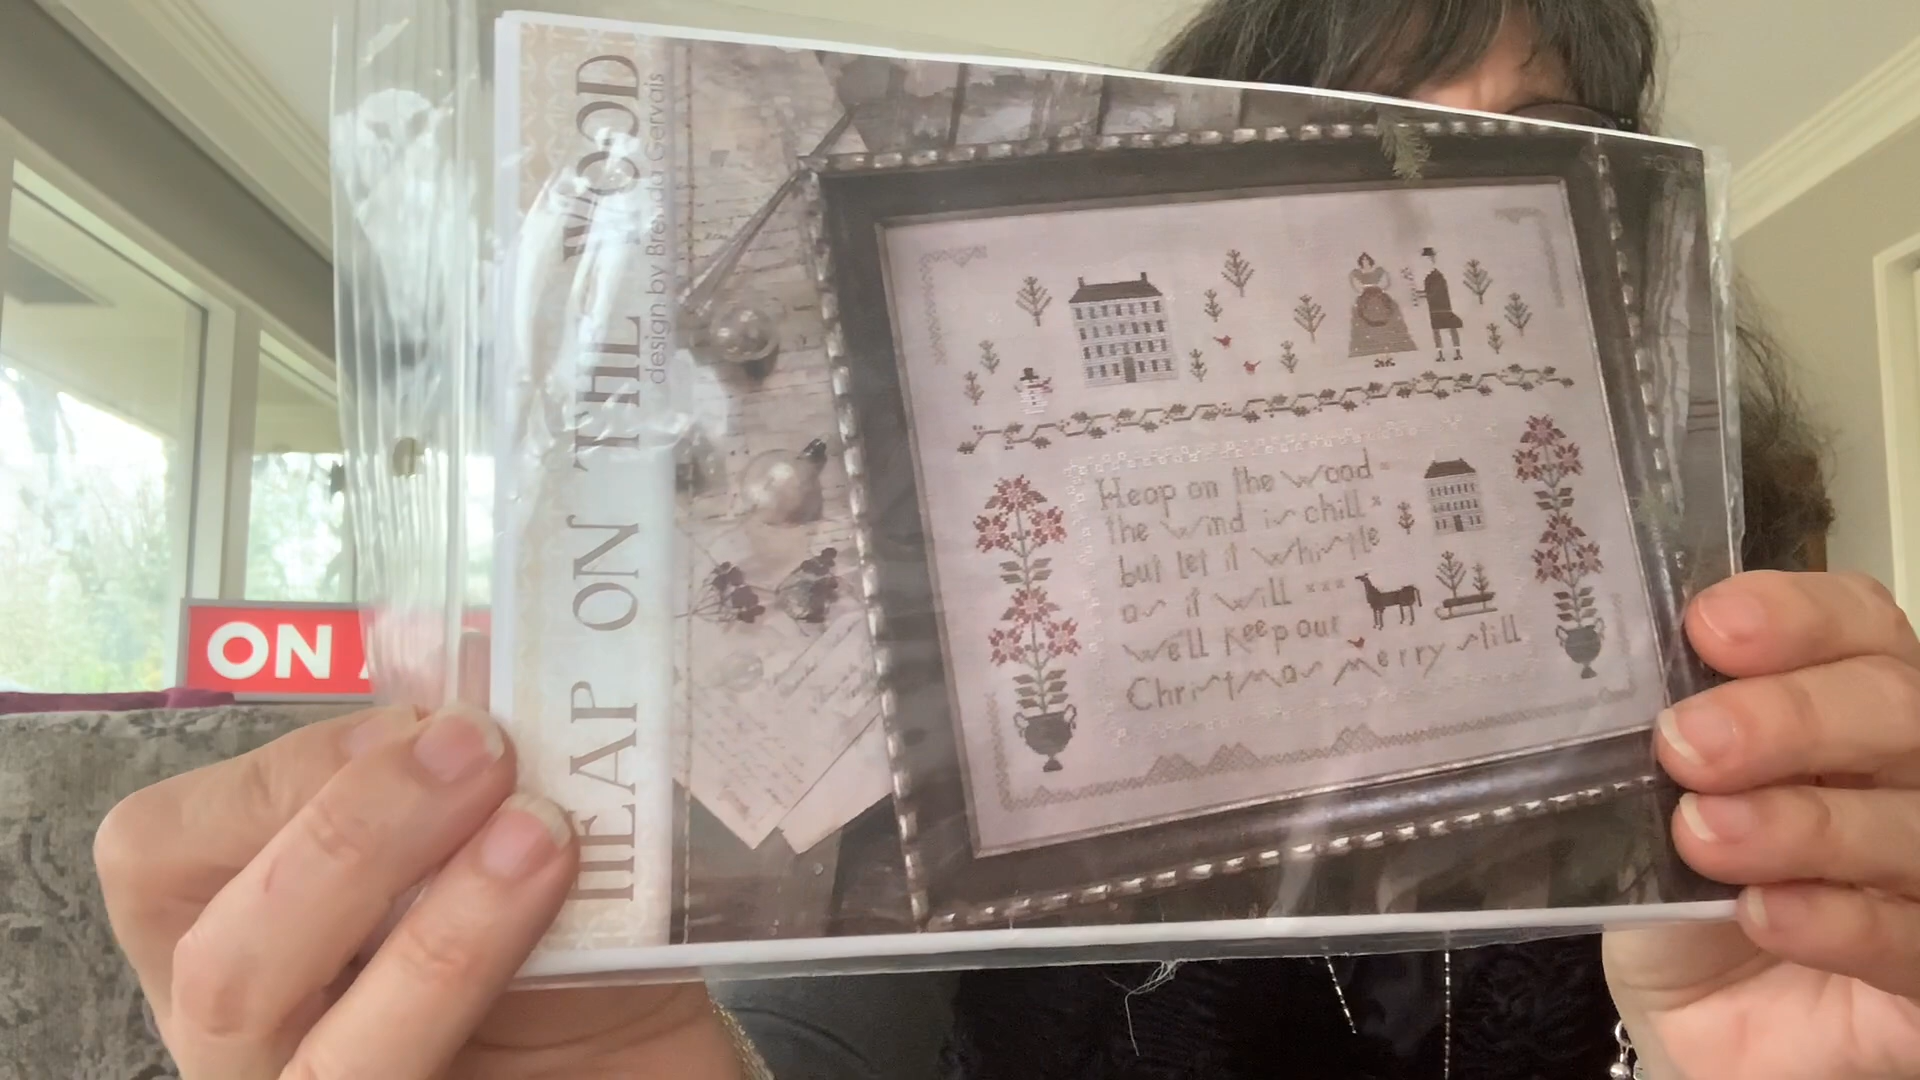 HEAP ON THE WOOD
design by Brenda Gervais
Heap on the wood
the wind is chill
but let it whistle
as it will
we'll keep our
Christmas merry still
ON